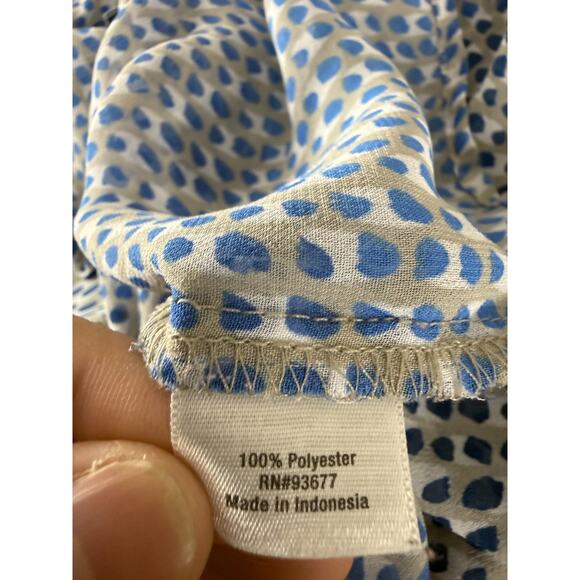 100% Polyester
RN#93677
Made in Indonesia